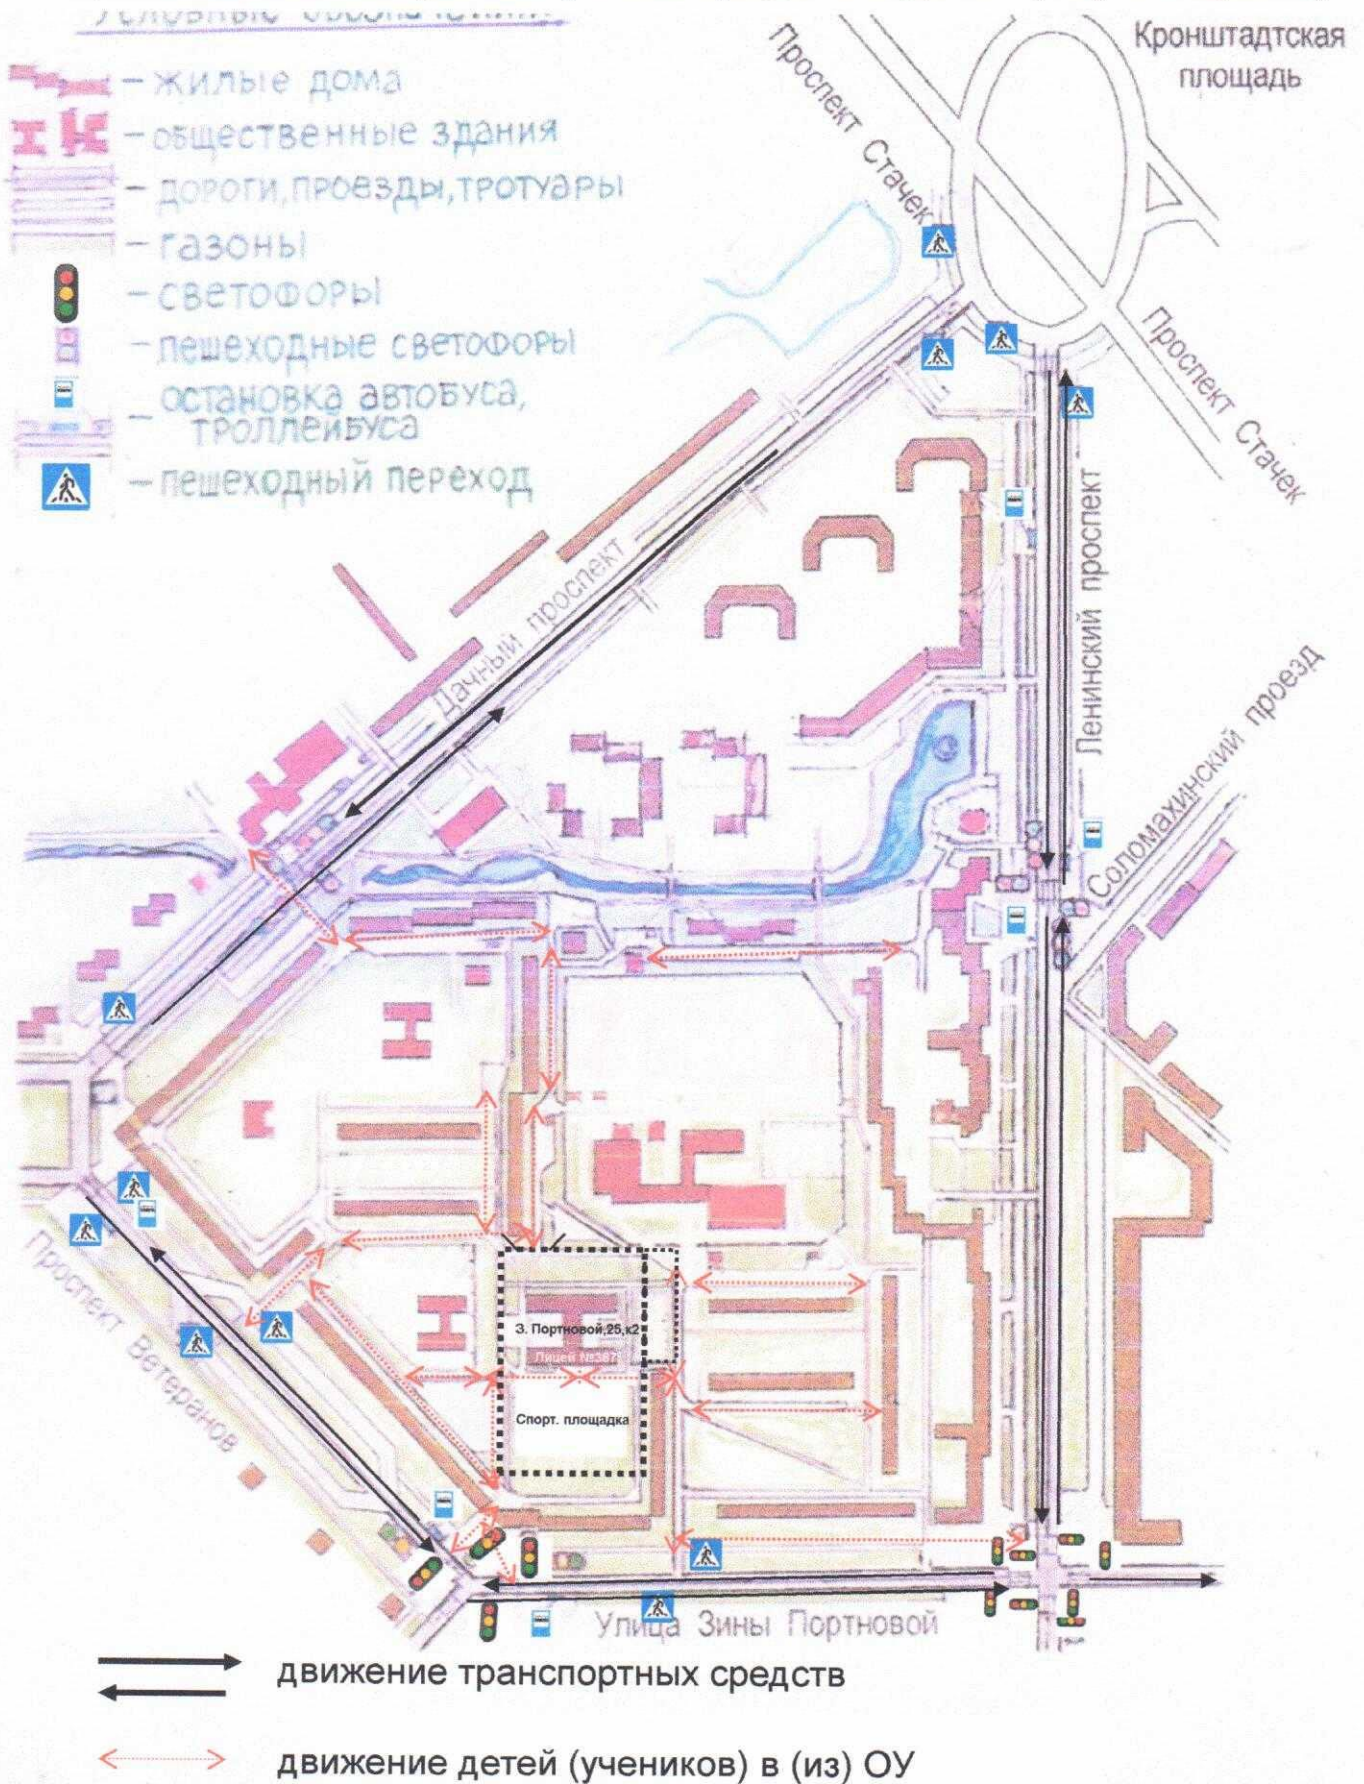 Условные обозначения:
– жилые дома
– общественные здания
– дороги, проезды, тротуары
– газоны
– светофоры
– пешеходные светофоры
– остановка автобуса,
троллейбуса
– пешеходный переход
Кронштадтская
площадь
Проспект Стачек
Проспект Стачек
Дачный проспект
Ленинский проспект
Соломахинский проезд
Проспект Ветеранов
З. Портновой,25,к2
Лицей №387
Спорт. площадка
Улица Зины Портновой
движение транспортных средств
движение детей (учеников) в (из) ОУ